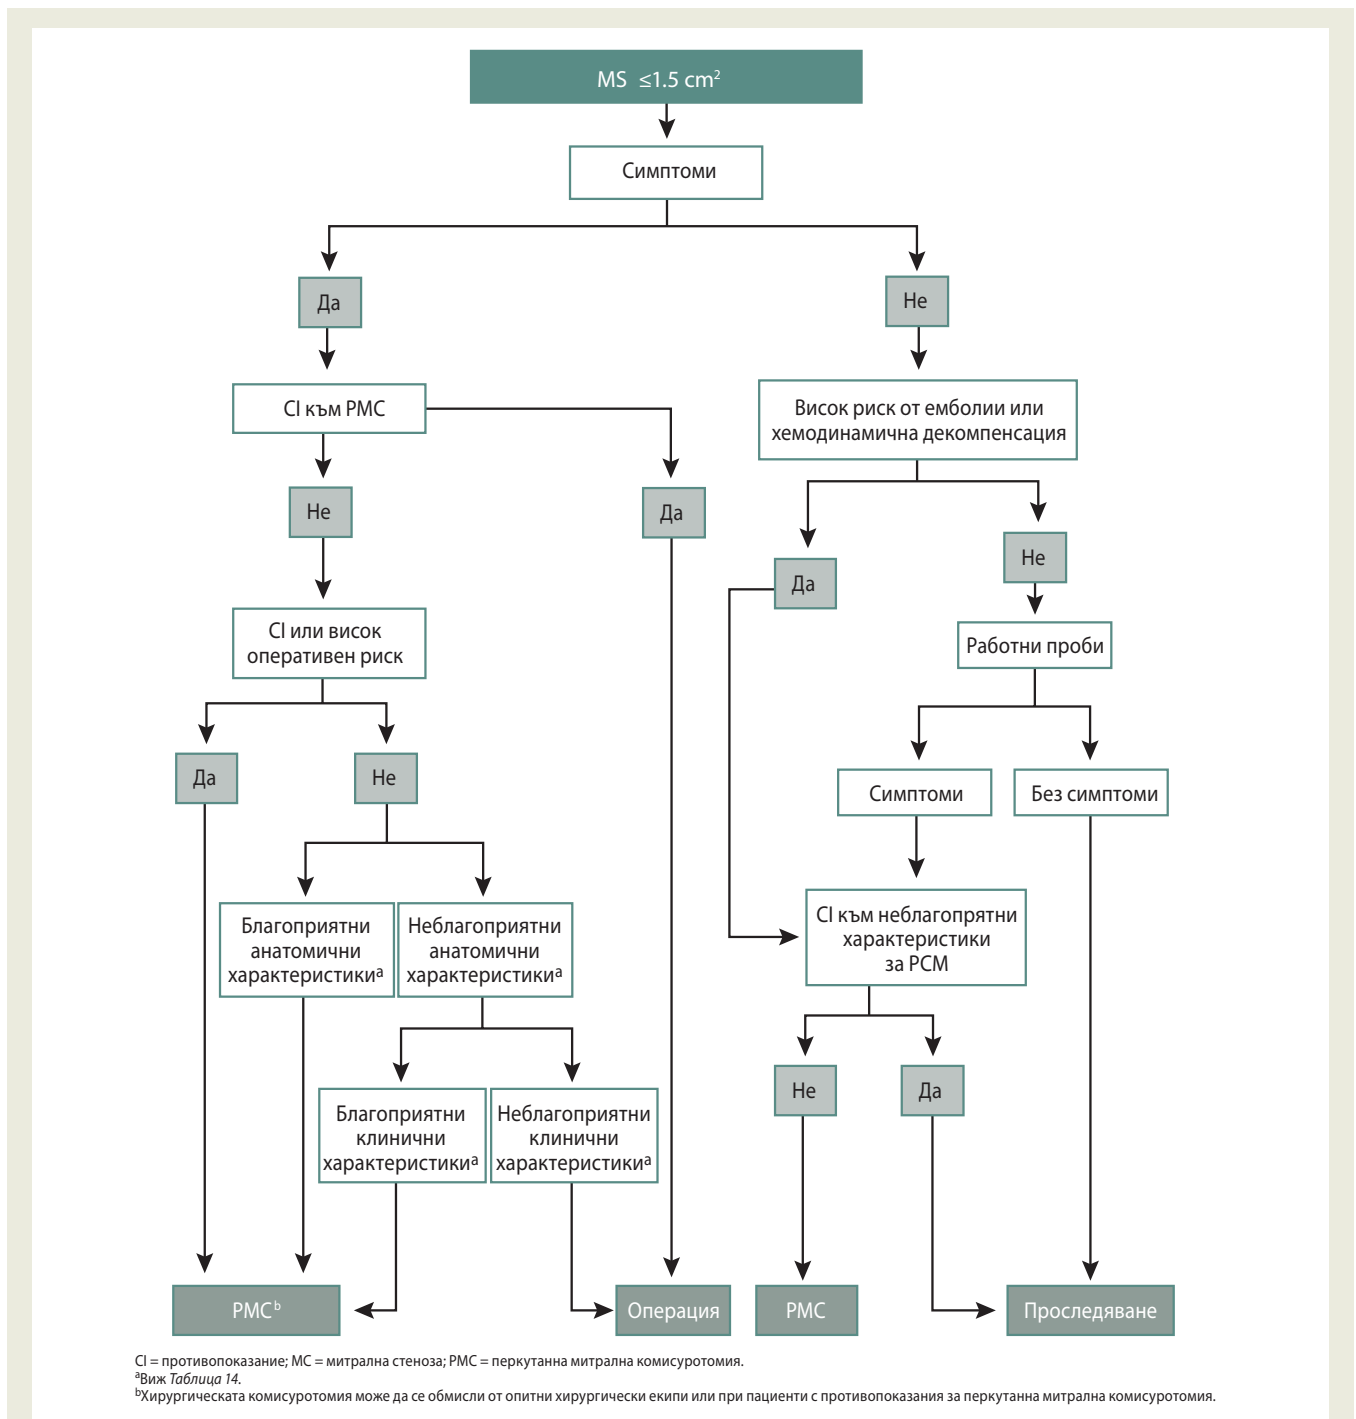 MS ≤1.5 cm²
Симптоми
Да
Не
CI към PMC
Висок риск от емболии или
хемодинамична декомпенсация
Не
Да
Да
Не
CI или висок
оперативен риск
Работни проби
Да
Не
Симптоми
Без симптоми
Благоприятни
анатомични
характеристикиᵃ
Неблагоприятни
анатомични
характеристикиᵃ
CI към неблагопрятни
характеристики
за РСМ
Благоприятни
клинични
характеристикиᵃ
Неблагоприятни
клинични
характеристикиᵃ
Не
Да
PMCᵇ
Операция
PMC
Проследяване
CI = противопоказание; МС = митрална стеноза; PMC = перкутанна митрална комисуротомия.
ᵃВиж Таблица 14.
ᵇХирургическата комисуротомия може да се обмисли от опитни хирургически екипи или при пациенти с противопоказания за перкутанна митрална комисуротомия.